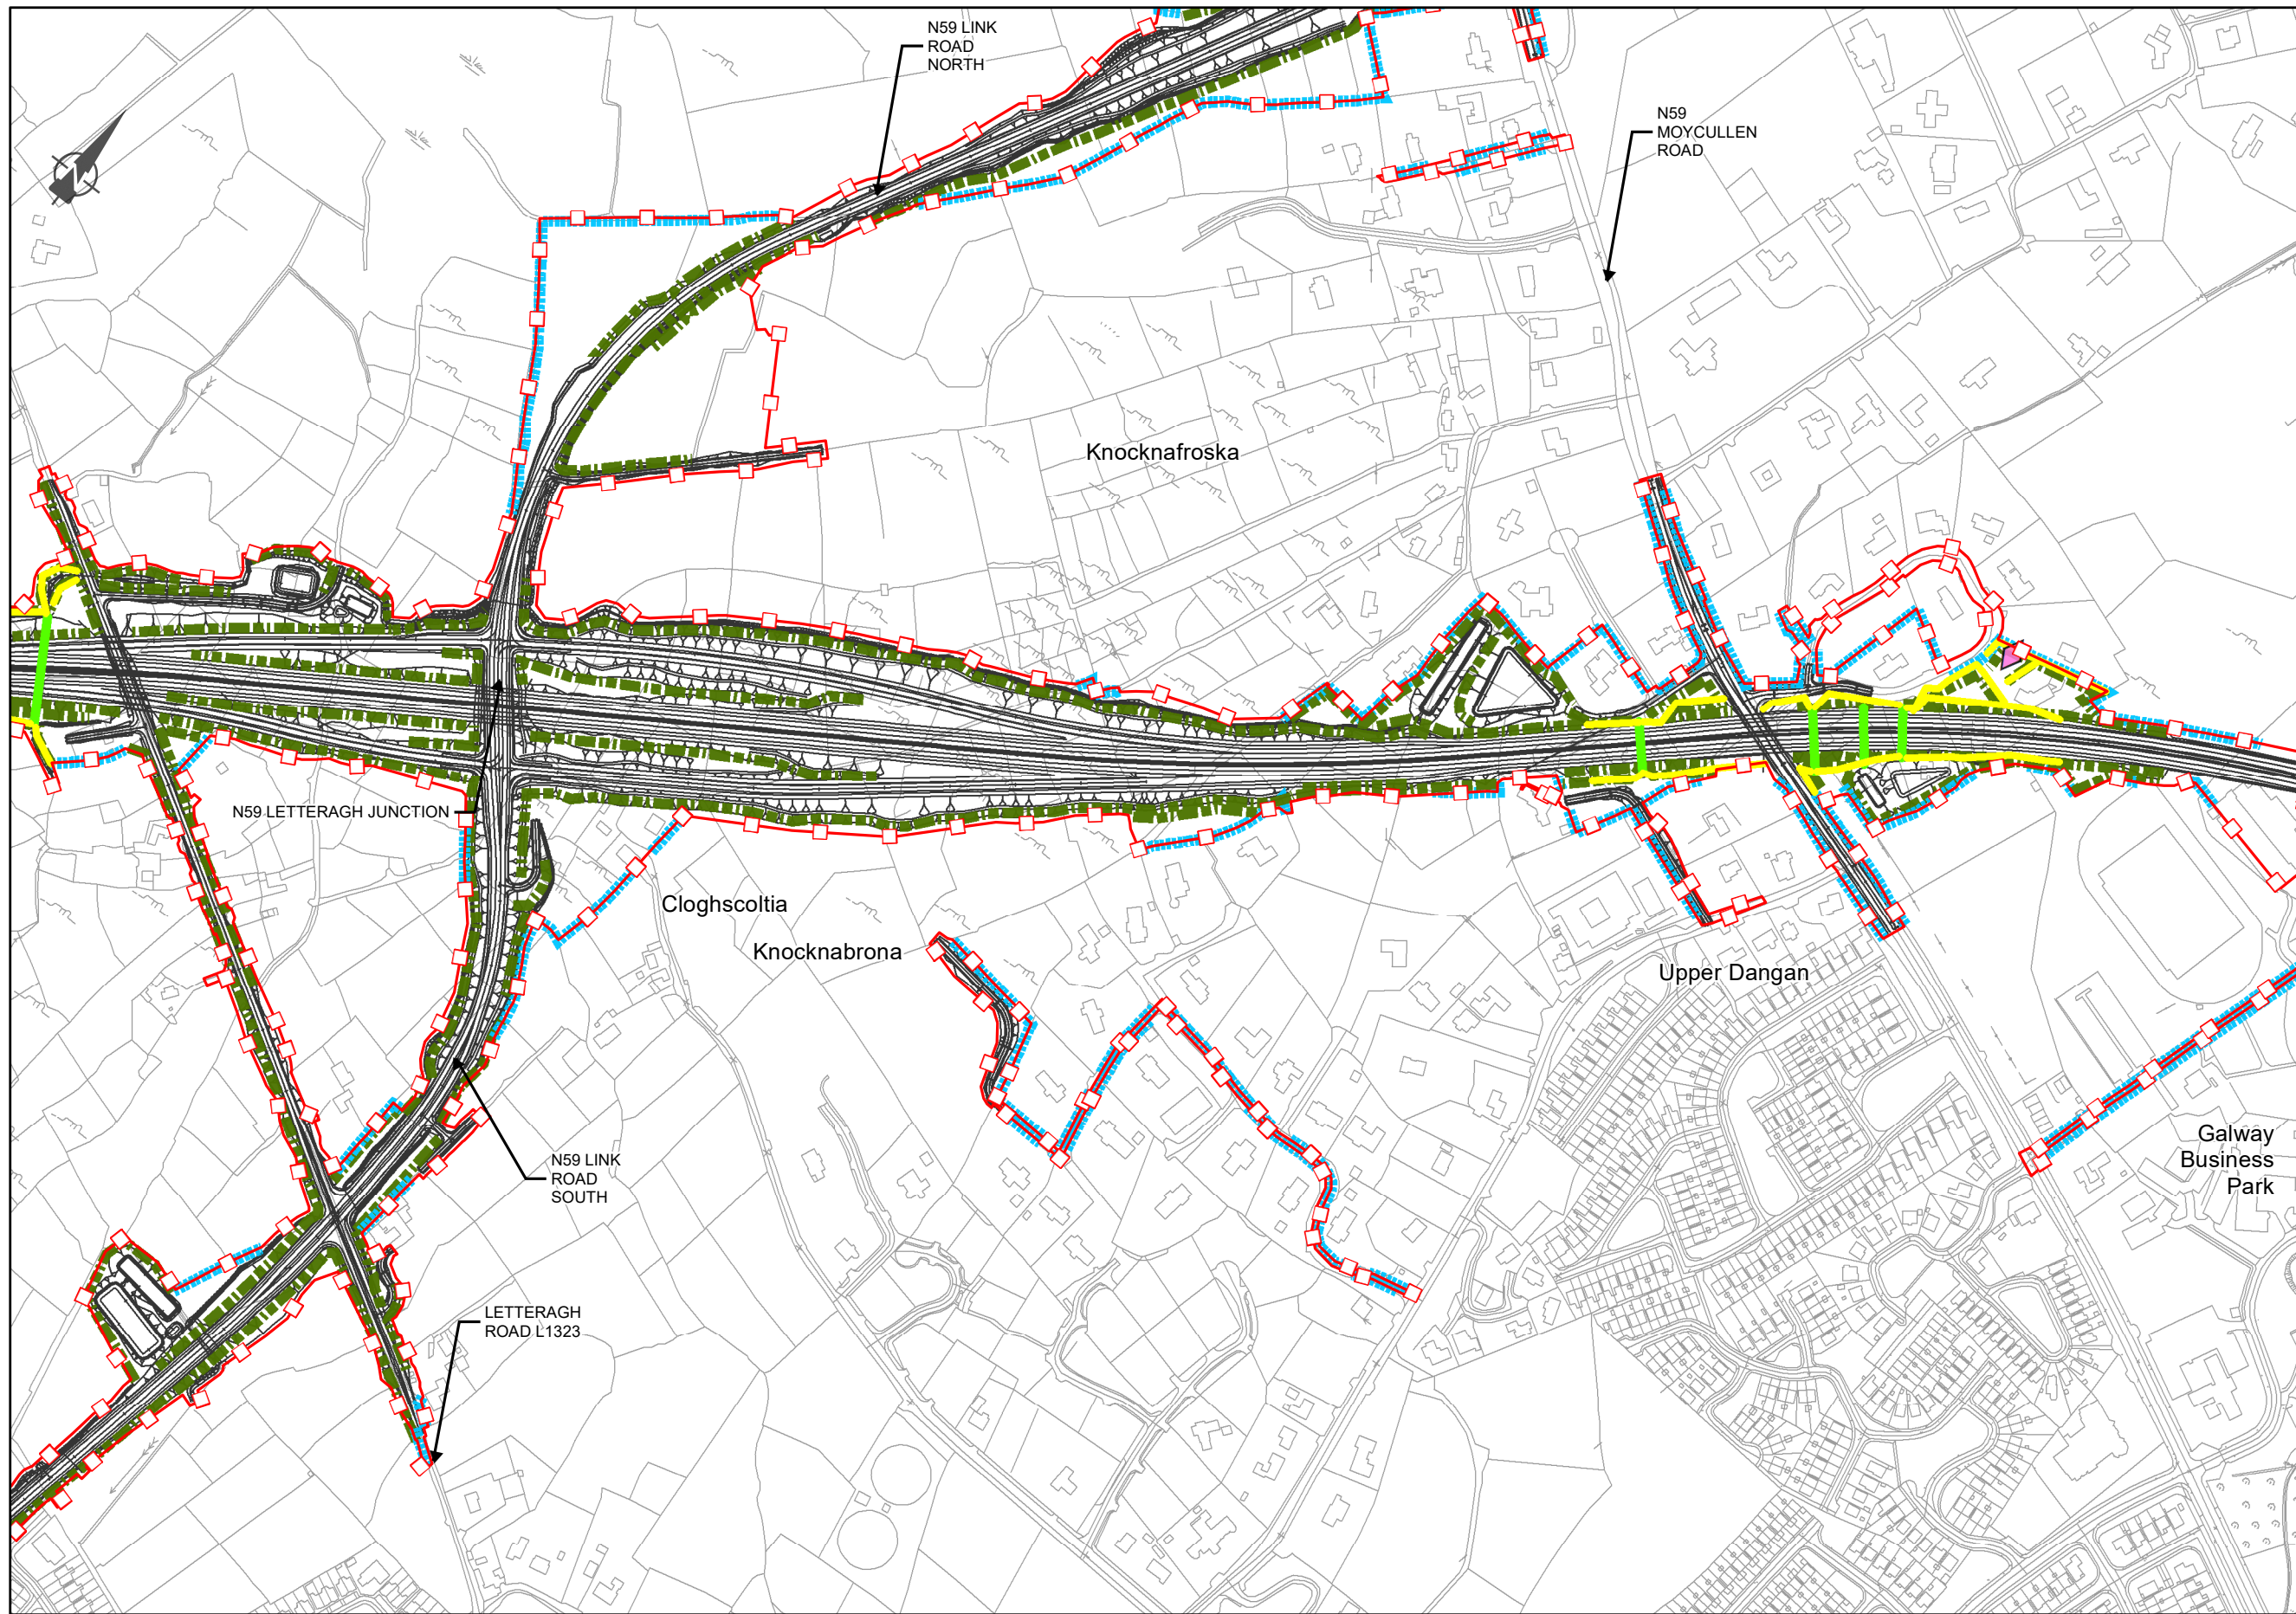 N59 LINK
ROAD
NORTH
N59
MOYCULLEN
ROAD
N
Knocknafroska
N59 LETTERAGH JUNCTION
Cloghscoltia
Knocknabrona
Upper Dangan
Galway
Business
Park
N59 LINK
ROAD
SOUTH
LETTERAGH
ROAD L1323